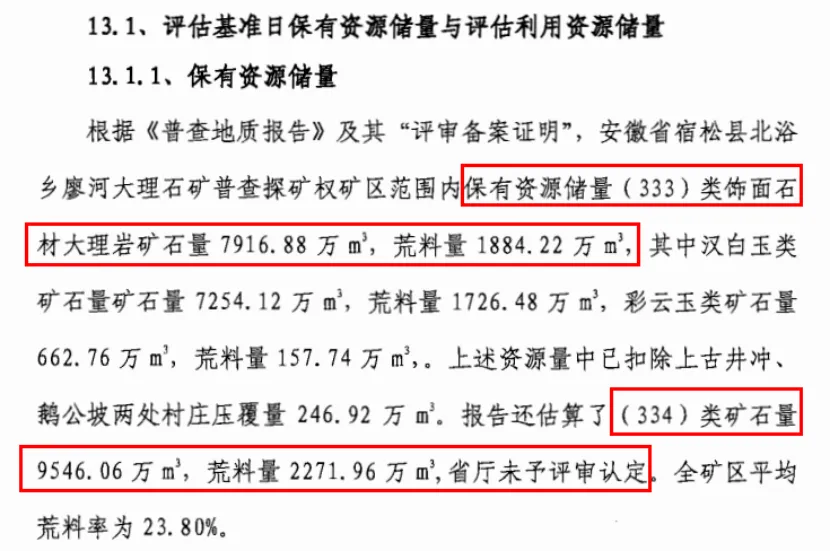 13.1、评估基准日保有资源储量与评估利用资源储量
13.1.1、保有资源储量
根据《普查地质报告》及其“评审备案证明”，安徽省宿松县北浴
乡廖河大理石矿普查探矿权矿区范围内保有资源储量（333）类饰面石
材大理岩矿石量 7916.88 万 m³，荒料量 1884.22 万 m³，其中汉白玉类
矿石量矿石量 7254.12 万 m³，荒料量 1726.48 万 m³，彩云玉类矿石量
662.76 万 m³，荒料量 157.74 万 m³，。上述资源量中已扣除上古井冲、
鹅公坡两处村庄压覆量 246.92 万 m³。报告还估算了（334）类矿石量
9546.06 万 m³，荒料量 2271.96 万 m³,省厅未予评审认定。全矿区平均
荒料率为 23.80%。